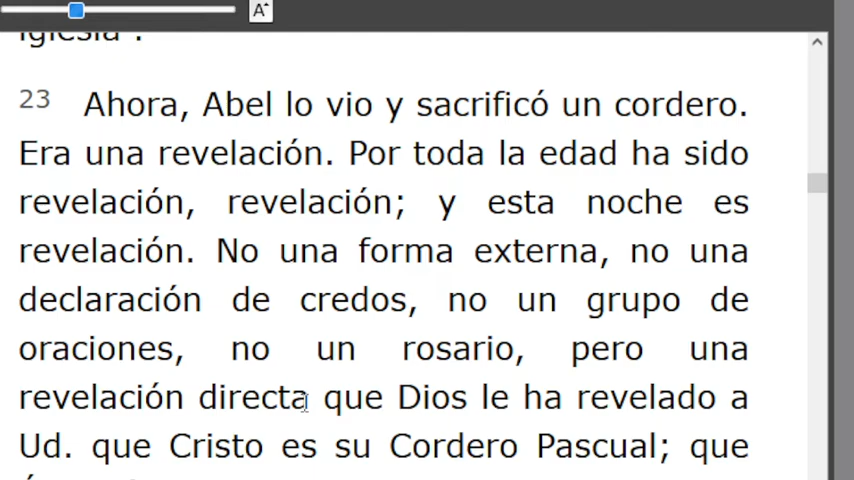 A
iglesia".
23 Ahora, Abel lo vio y sacrificó un cordero.
Era una revelación. Por toda la edad ha sido
revelación, revelación; y esta noche es
revelación. No una forma externa, no una
declaración de credos, no un grupo de
oraciones, no un rosario, pero una
revelación directa que Dios le ha revelado a
Ud. que Cristo es su Cordero Pascual; que